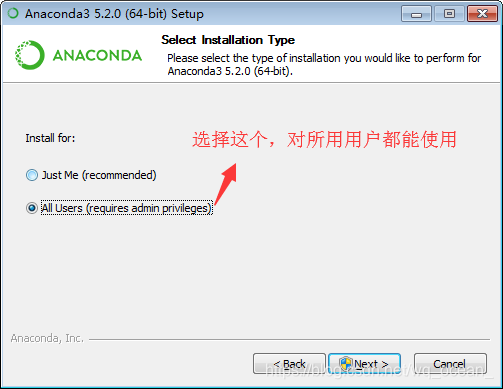 Anaconda3 5.2.0 (64-bit) Setup
ANACONDA
Select Installation Type
Please select the type of installation you would like to perform for
Anaconda3 5.2.0 (64-bit).
Install for:
选择这个，对所用用户都能使用
Just Me (recommended)
All Users (requires admin privileges)
Anaconda, Inc.
< Back
Next >
Cancel